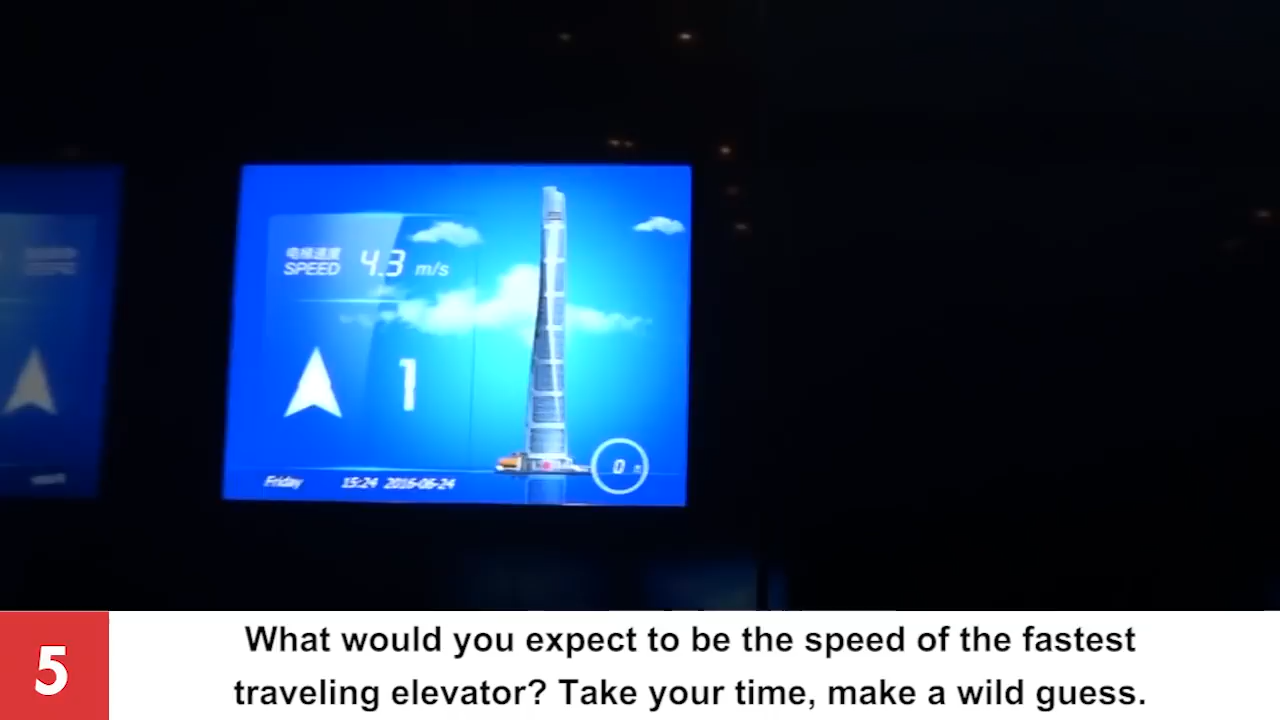 电梯速度
SPEED 4.3 m/s
1
0 米
Friday 15:24 2016-06-24
5
What would you expect to be the speed of the fastest
traveling elevator? Take your time, make a wild guess.